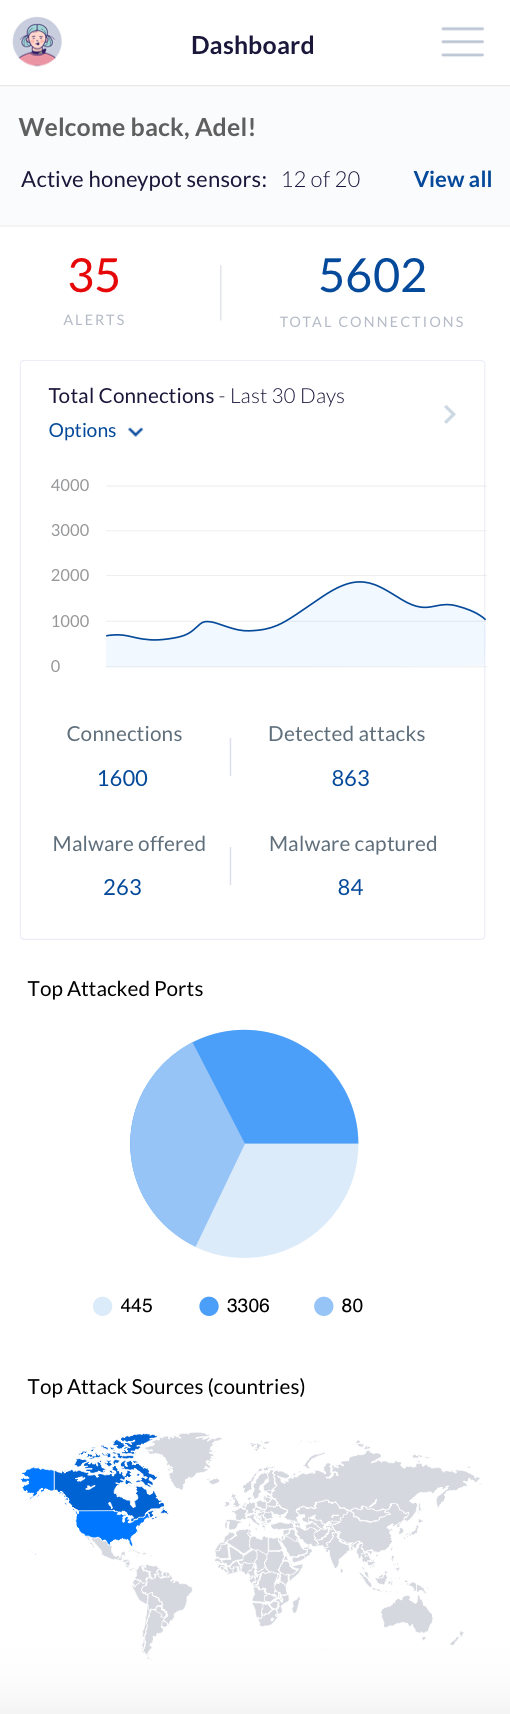 Dashboard
Welcome back, Adel!
Active honeypot sensors: 12 of 20 View all
35 5602
ALERTS TOTAL CONNECTIONS
Total Connections - Last 30 Days
Options
4000
3000
2000
1000
0
Connections Detected attacks
1600 863
Malware offered Malware captured
263 84
Top Attacked Ports
445 3306 80
Top Attack Sources (countries)